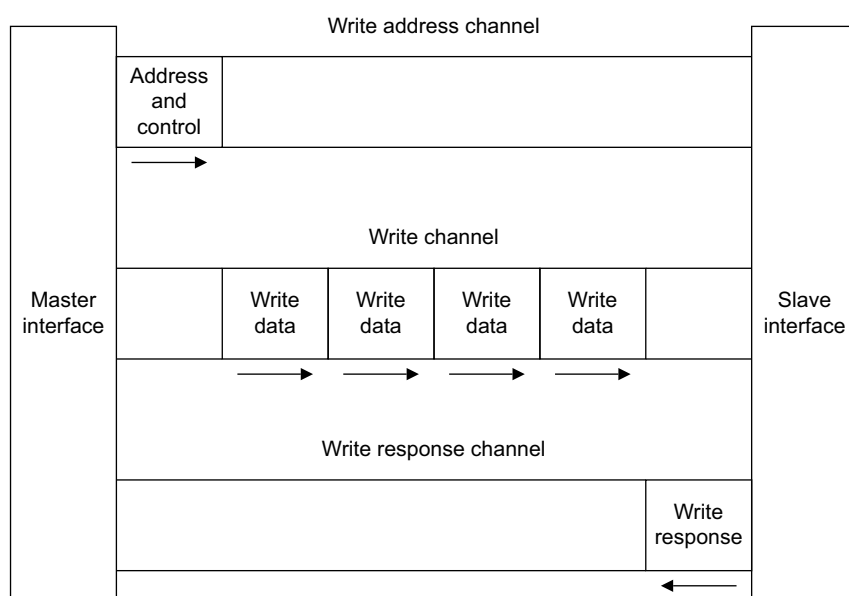 Write address channel
Address
and
control
Write channel
Master
interface
Write
data
Write
data
Write
data
Write
data
Slave
interface
Write response channel
Write
response